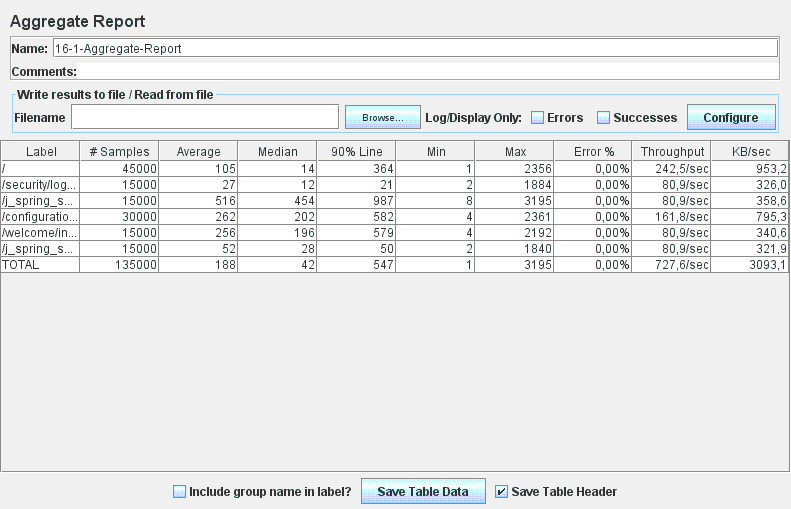 Aggregate Report
Name: 16-1-Aggregate-Report
Comments:
Write results to file / Read from file
Filename Browse... Log/Display Only: Errors Successes Configure
Label # Samples Average Median 90% Line Min Max Error % Throughput KB/sec
/ 45000 105 14 364 1 2356 0,00% 242,5/sec 953,2
/security/log... 15000 27 12 21 2 1884 0,00% 80,9/sec 326,0
/j_spring_s... 15000 516 454 987 8 3195 0,00% 80,9/sec 358,6
/configuratio... 30000 262 202 582 4 2361 0,00% 161,8/sec 795,3
/welcome/in... 15000 256 196 579 4 2192 0,00% 80,9/sec 340,6
/j_spring_s... 15000 52 28 50 2 1840 0,00% 80,9/sec 321,9
TOTAL 135000 188 42 547 1 3195 0,00% 727,6/sec 3093,1
Include group name in label? Save Table Data Save Table Header